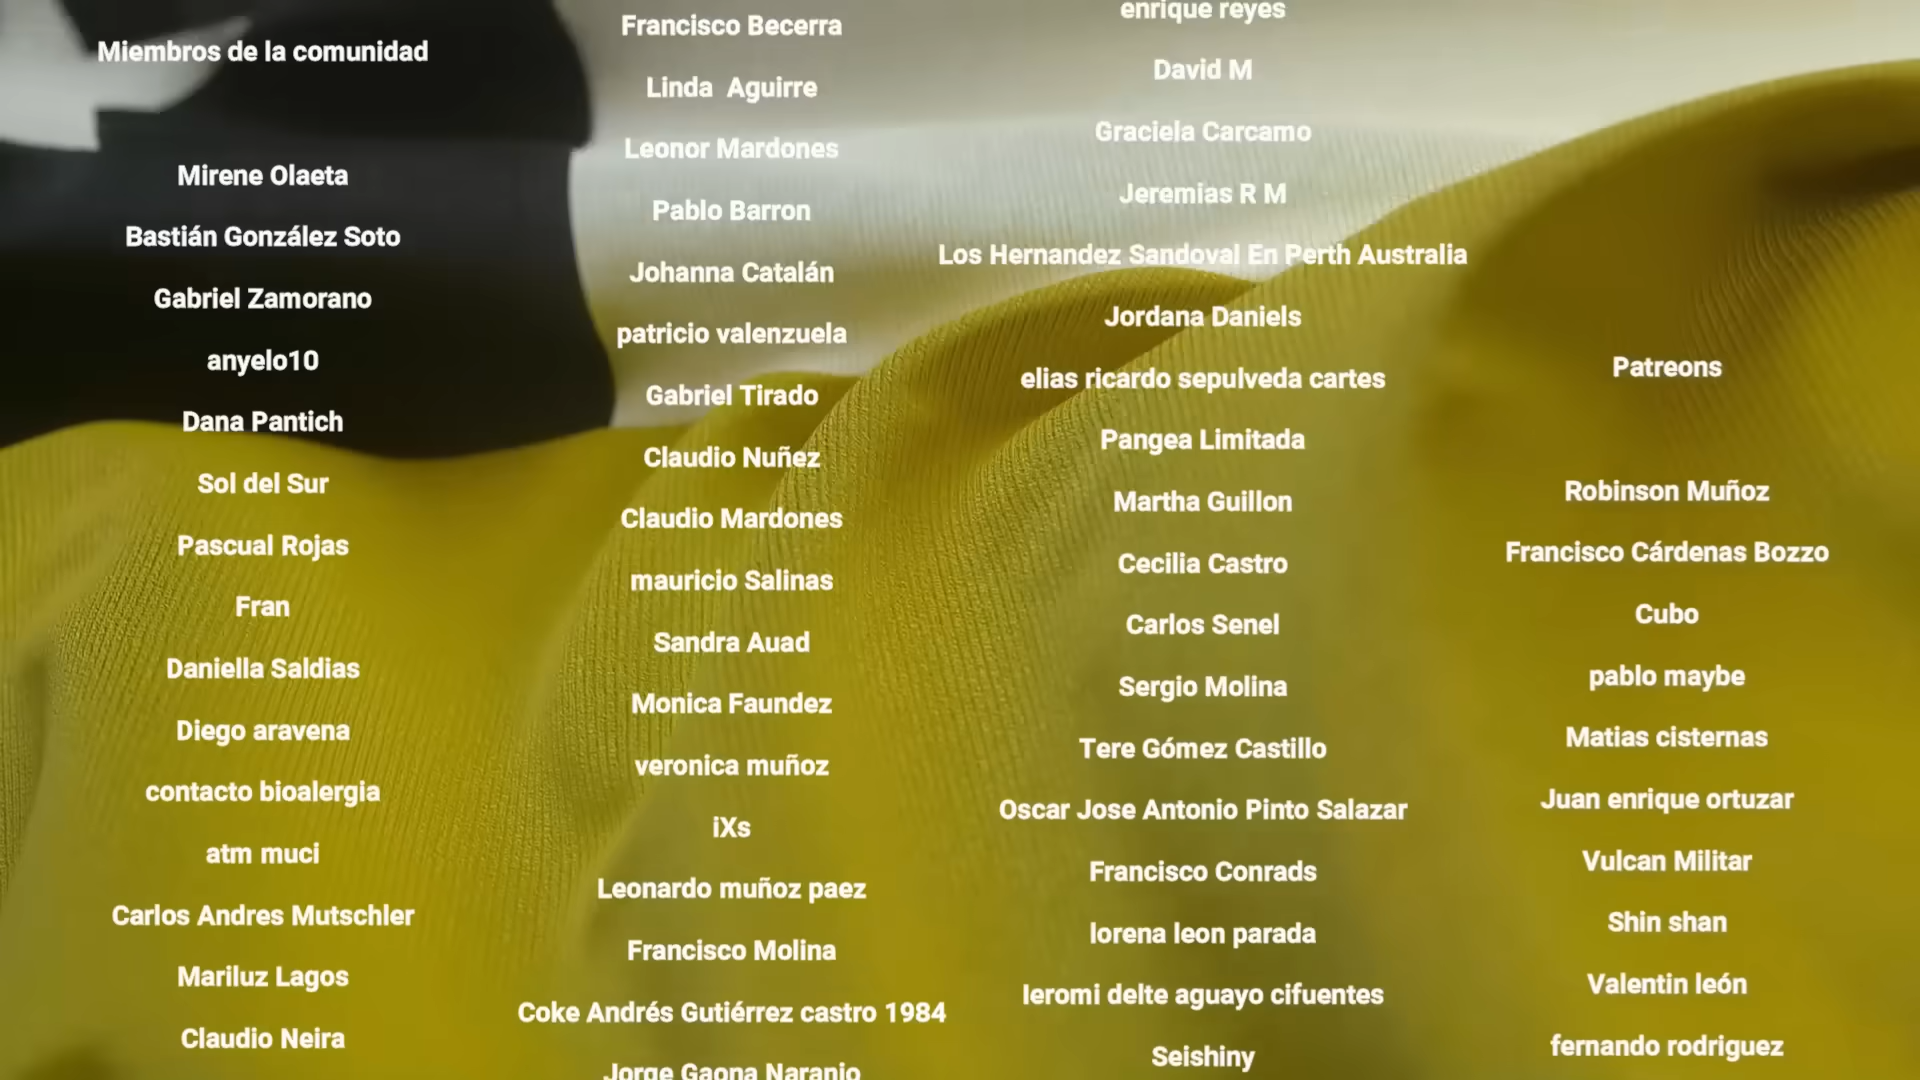 Miembros de la comunidad
Mirene Olaeta
Bastián González Soto
Gabriel Zamorano
anyelo10
Dana Pantich
Sol del Sur
Pascual Rojas
Fran
Daniella Saldias
Diego aravena
contacto bioalergia
atm muci
Carlos Andres Mutschler
Mariluz Lagos
Claudio Neira
Francisco Becerra
Linda  Aguirre
Leonor Mardones
Pablo Barron
Johanna Catalán
patricio valenzuela
Gabriel Tirado
Claudio Nuñez
Claudio Mardones
mauricio Salinas
Sandra Auad
Monica Faundez
veronica muñoz
iXs
Leonardo muñoz paez
Francisco Molina
Coke Andrés Gutiérrez castro 1984
Jorge Gaona Naranjo
enrique reyes
David M
Graciela Carcamo
Jeremias R M
Los Hernandez Sandoval En Perth Australia
Jordana Daniels
elias ricardo sepulveda cartes
Pangea Limitada
Martha Guillon
Cecilia Castro
Carlos Senel
Sergio Molina
Tere Gómez Castillo
Oscar Jose Antonio Pinto Salazar
Francisco Conrads
lorena leon parada
Ieromi delte aguayo cifuentes
Seishiny
Patreons
Robinson Muñoz
Francisco Cárdenas Bozzo
Cubo
pablo maybe
Matias cisternas
Juan enrique ortuzar
Vulcan Militar
Shin shan
Valentin león
fernando rodriguez